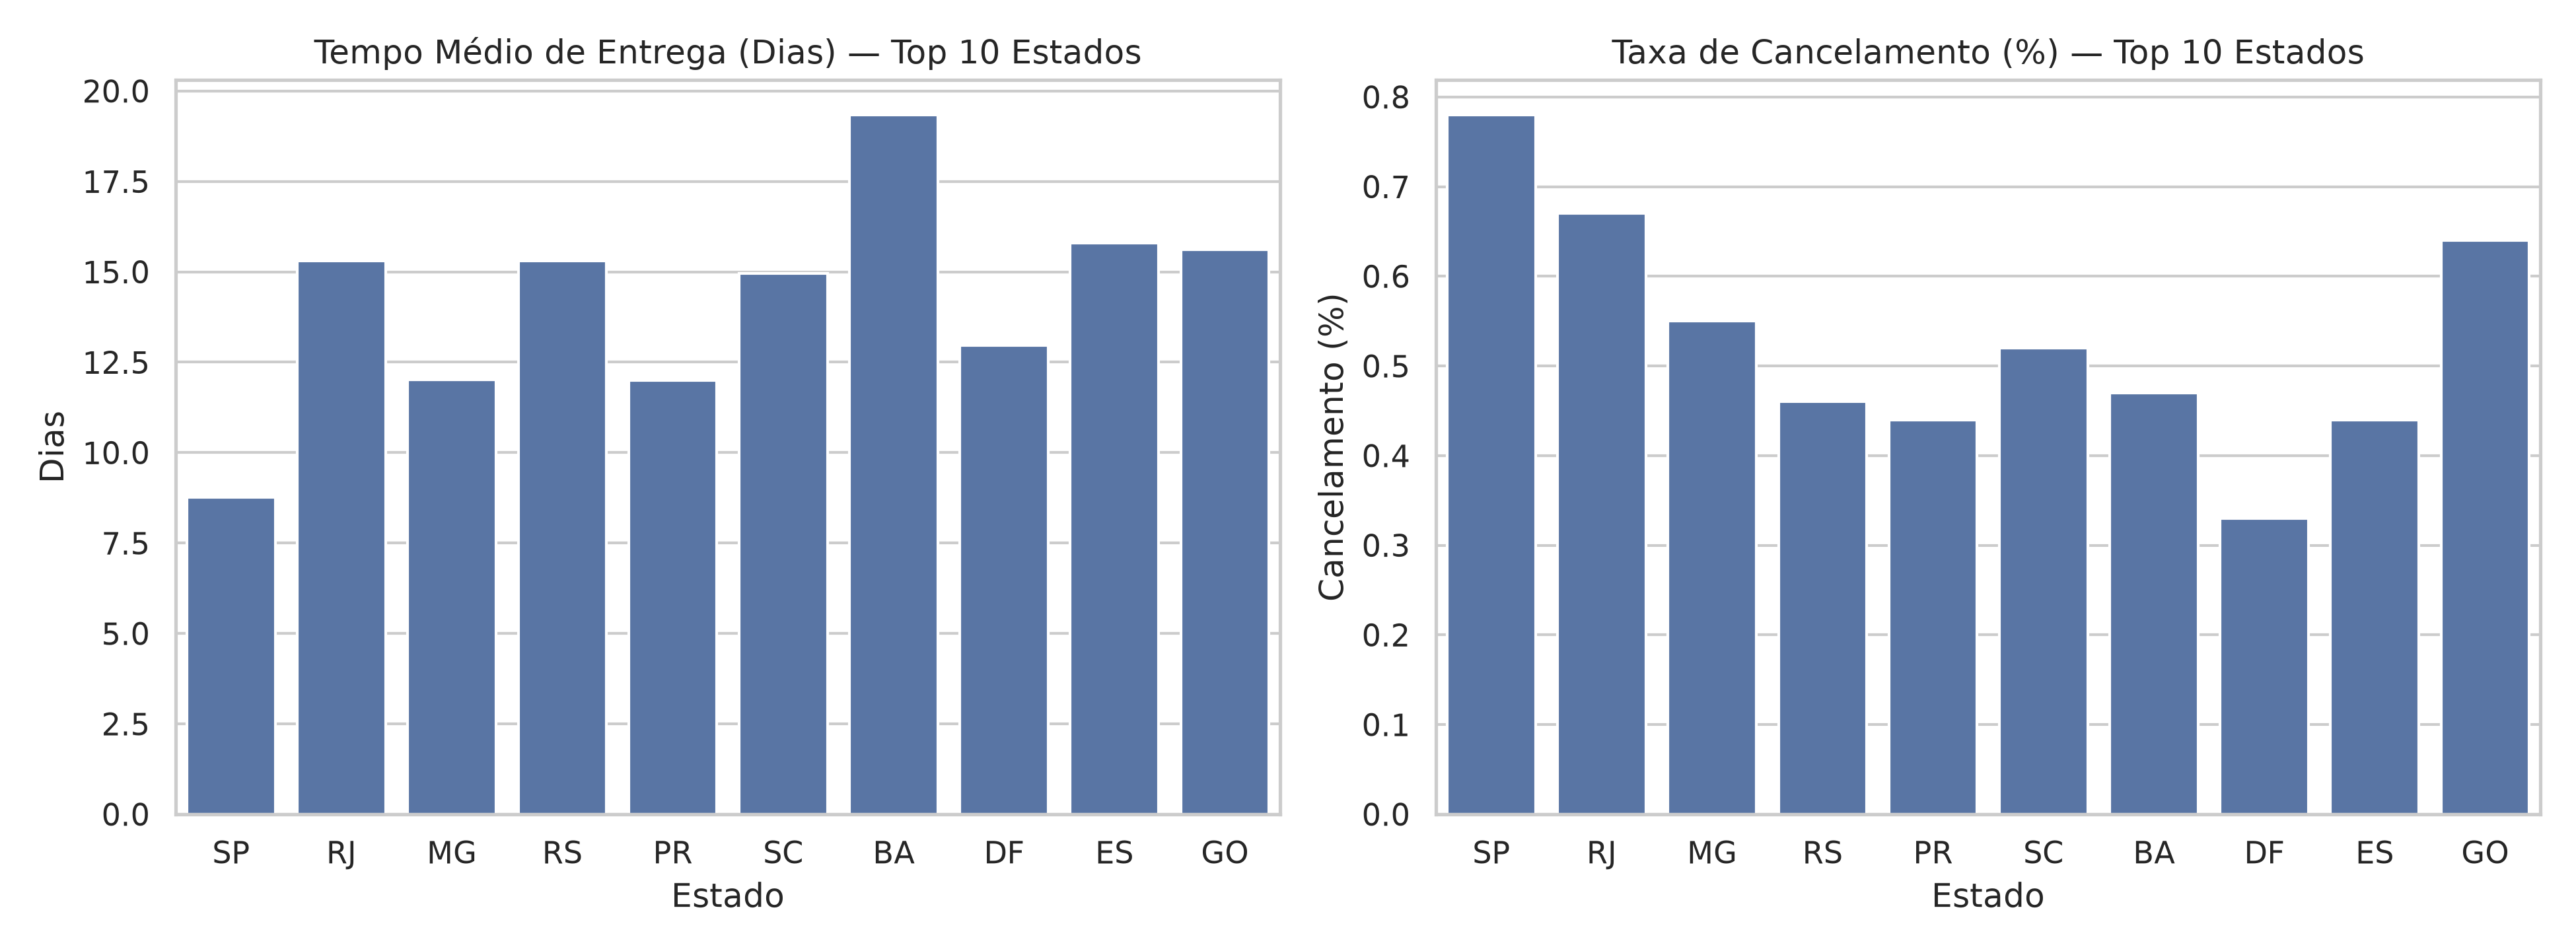 Tempo Médio de Entrega (Dias) — Top 10 Estados
20.0
17.5
15.0
12.5
10.0
7.5
5.0
2.5
0.0
Dias
SP RJ MG RS PR SC BA DF ES GO
Estado
Taxa de Cancelamento (%) — Top 10 Estados
0.8
0.7
0.6
0.5
0.4
0.3
0.2
0.1
0.0
Cancelamento (%)
SP RJ MG RS PR SC BA DF ES GO
Estado